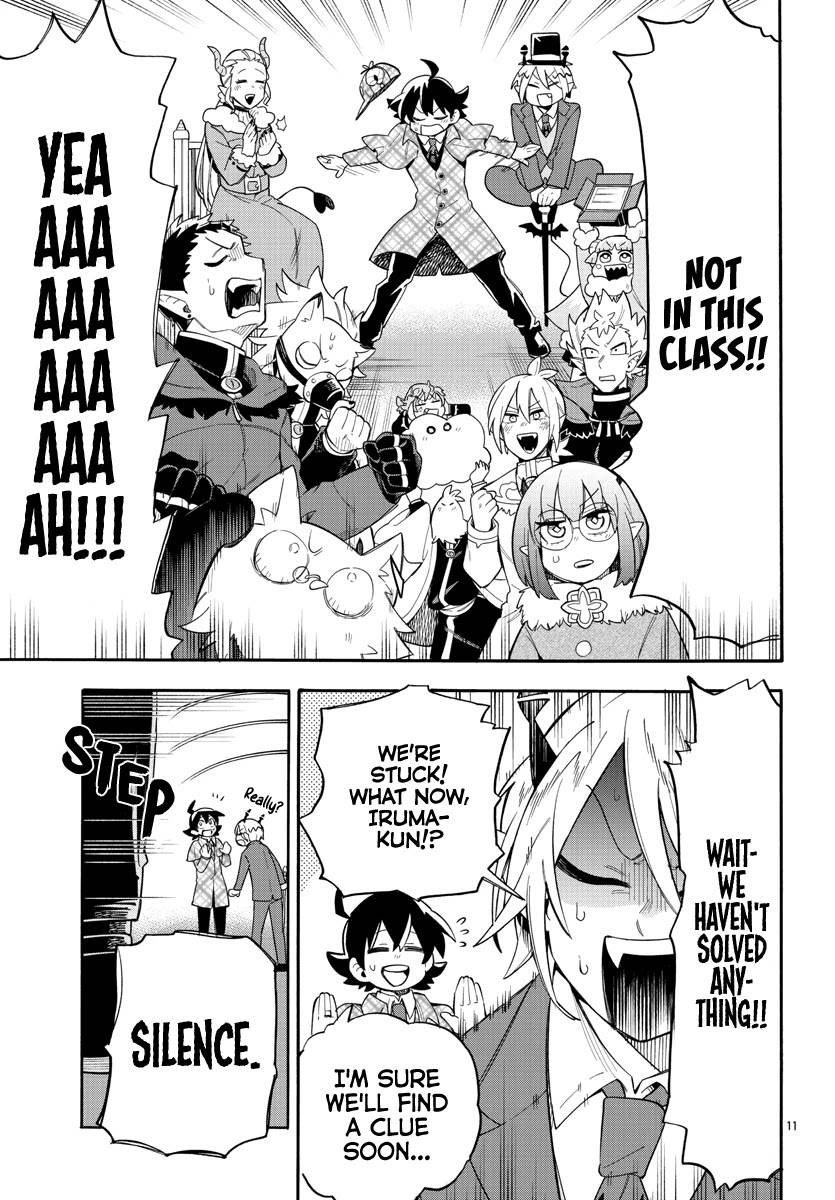 NOT
IN THIS
CLASS!!
YEA
AAA
AAA
AAA
AAA
AH!!!
WAIT-
WE
HAVEN'T
SOLVED
ANY-
THING!!
WE'RE
STUCK!
WHAT NOW,
IRUMA-
KUN!?
I'M SURE
WE'LL FIND
A CLUE
SOON...
Really?
STEP
SILENCE.
11